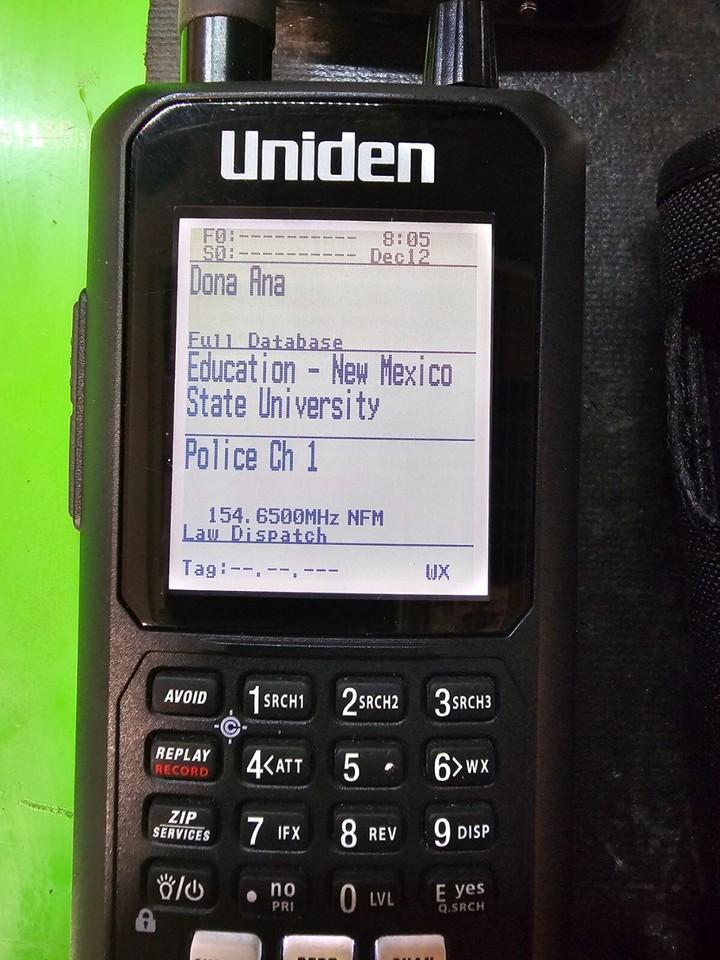 Uniden
F0:---------- 8:05
S0:---------- Dec12
Dona Ana
Full Database
Education - New Mexico
State University
Police Ch 1
154.6500MHz NFM
Law Dispatch
Tag:--.--.--- WX
AVOID 1 SRCH1 2 SRCH2 3 SRCH3
REPLAY 4<ATT 5 6>WX
RECORD
ZIP 7 IFX 8 REV 9 DISP
SERVICES
. no 0 LVL E yes
PRI Q.SRCH